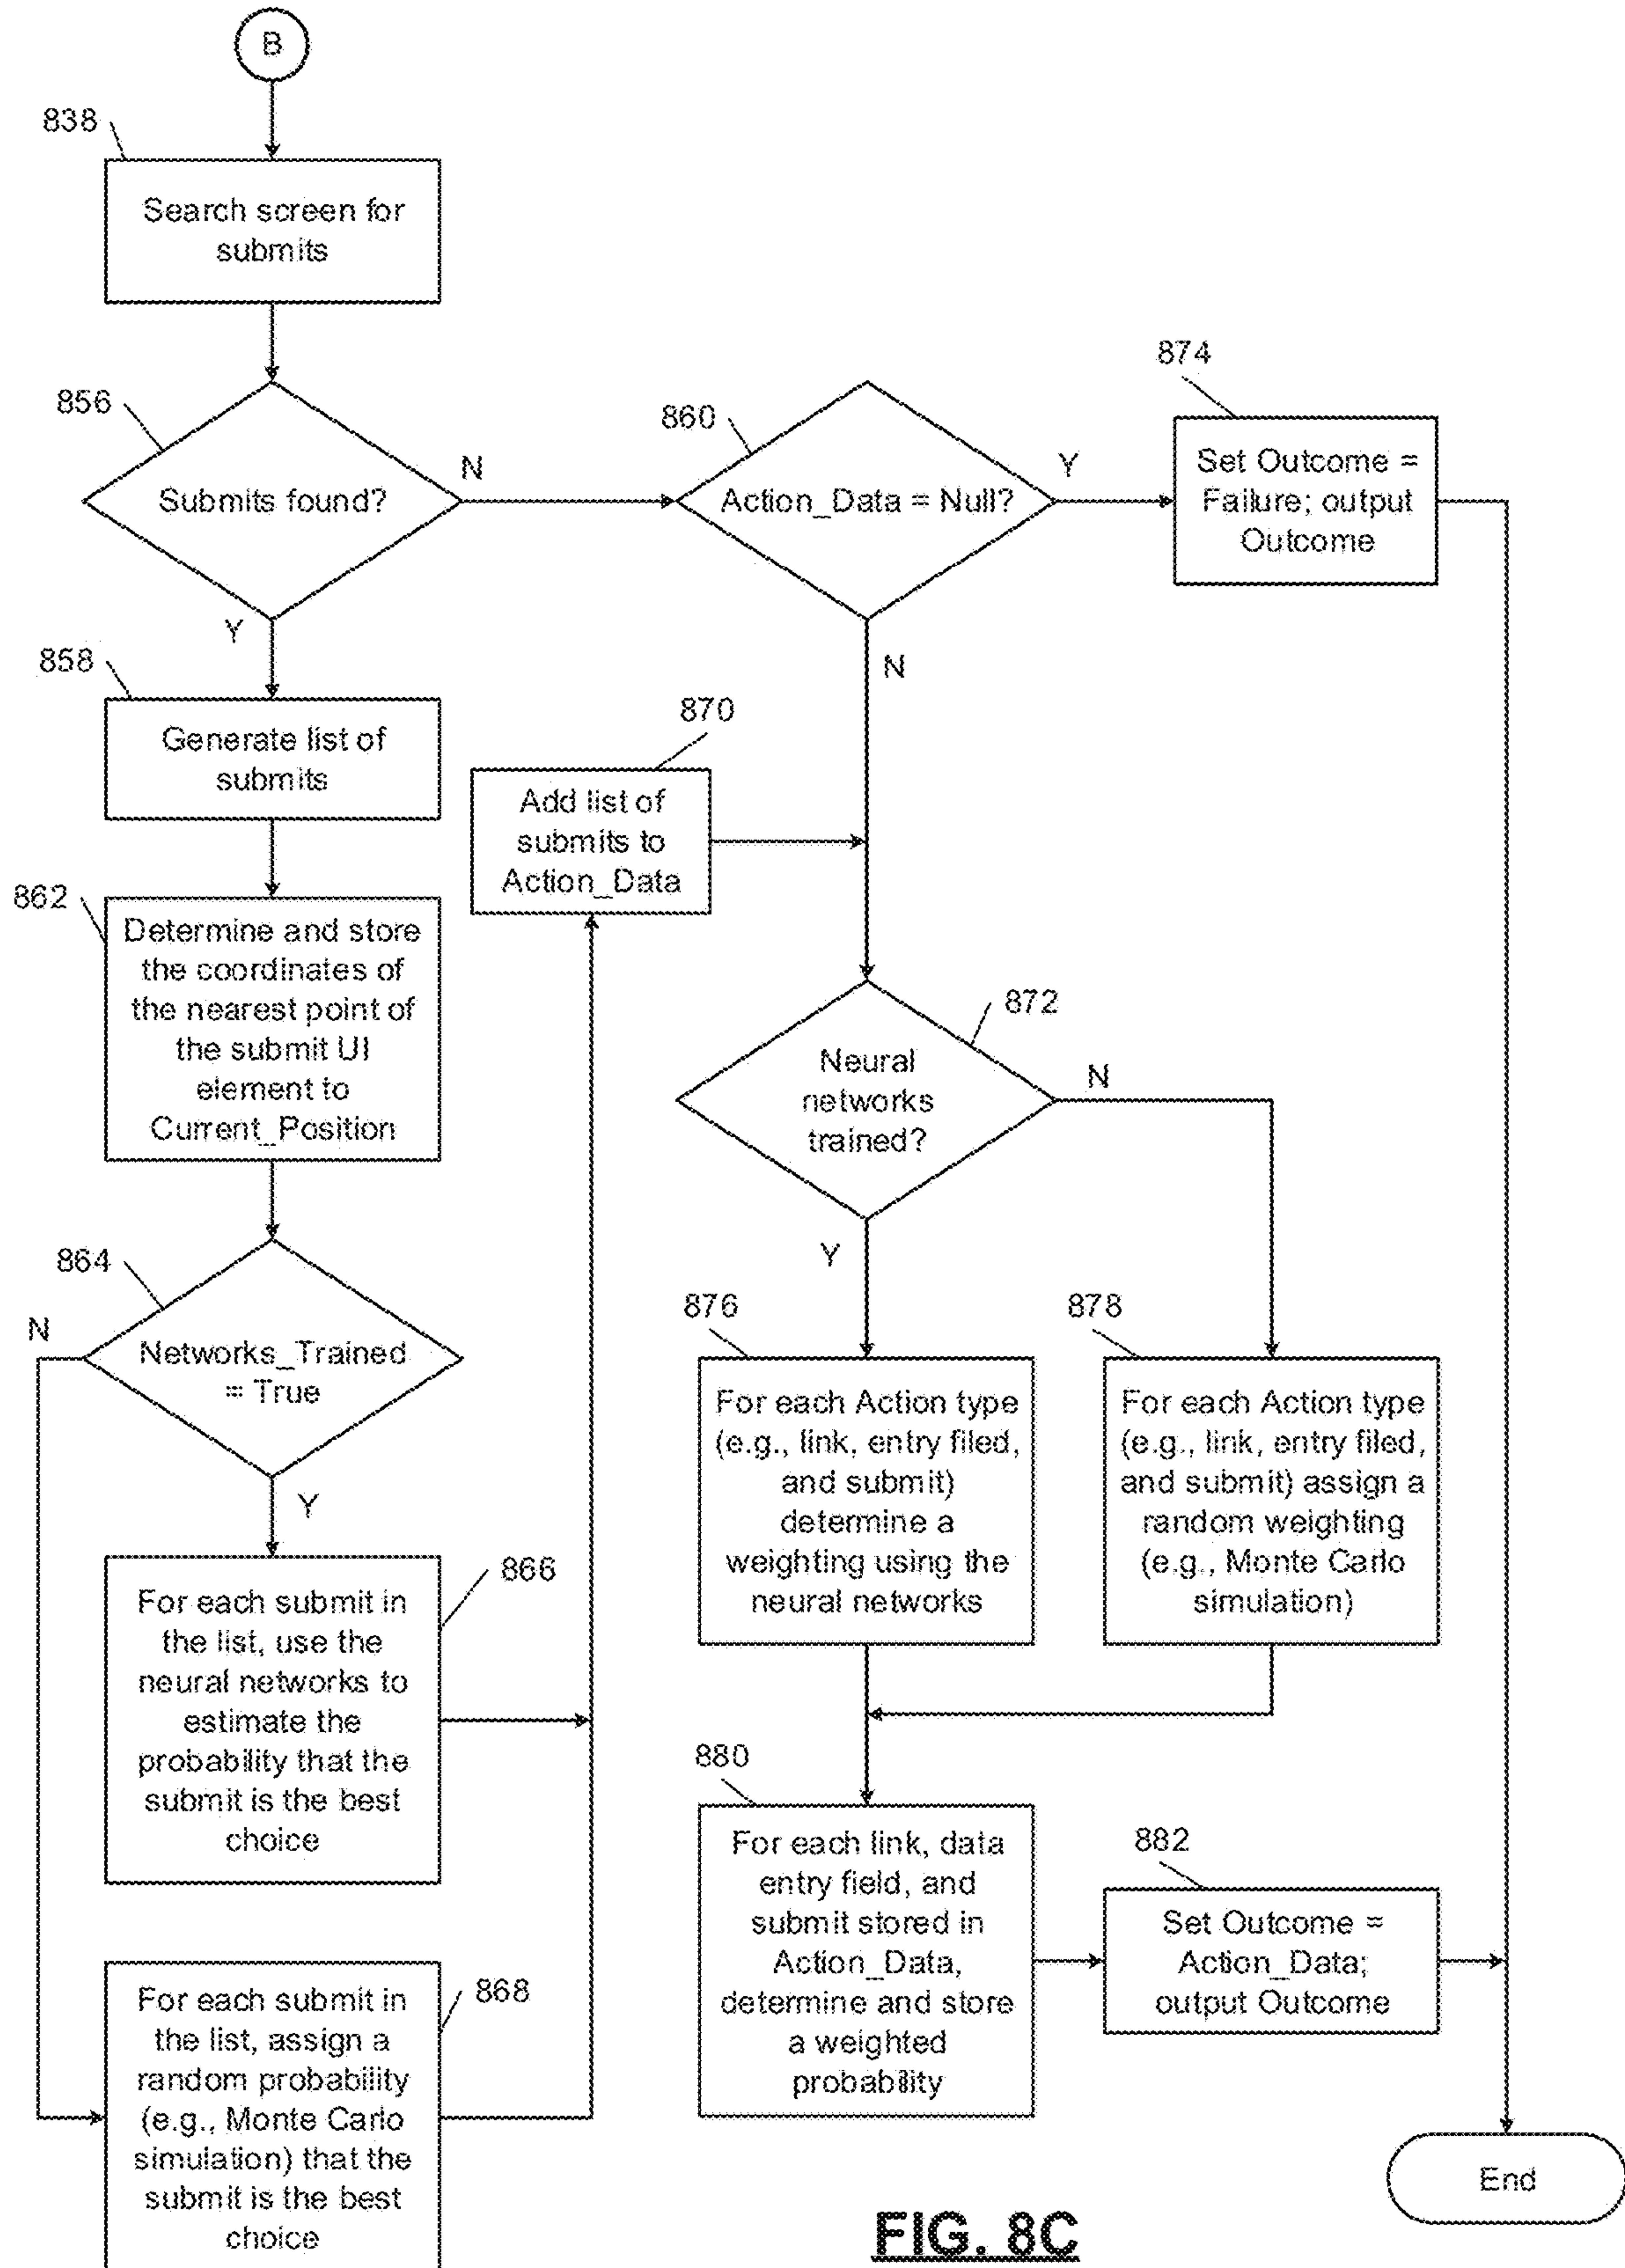 B
838
Search screen for
submits
856
Submits found?
N
Y
860
Action_Data = Null?
Y
N
874
Set Outcome =
Failure; output
Outcome
858
Generate list of
submits
870
Add list of
submits to
Action_Data
862
Determine and store
the coordinates of
the nearest point of
the submit UI
element to
Current_Position
872
Neural
networks
trained?
N
Y
864
N
Networks_Trained
= True
Y
876
For each Action type
(e.g., link, entry filed,
and submit)
determine a
weighting using the
neural networks
878
For each Action type
(e.g., link, entry filed,
and submit) assign a
random weighting
(e.g., Monte Carlo
simulation)
866
For each submit in
the list, use the
neural networks to
estimate the
probability that the
submit is the best
choice
880
For each link, data
entry field, and
submit stored in
Action_Data,
determine and store
a weighted
probability
882
Set Outcome =
Action_Data;
output Outcome
868
For each submit in
the list, assign a
random probability
(e.g., Monte Carlo
simulation) that the
submit is the best
choice
End
FIG. 8C